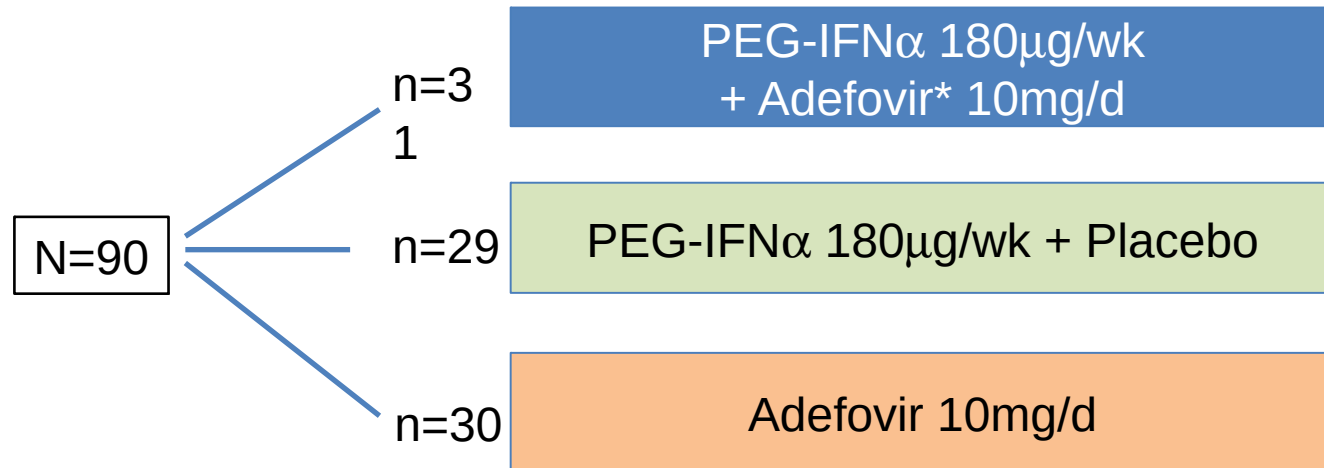 PEG-IFNα 180μg/wk
+ Adefovir* 10mg/d
n=3
1
N=90
n=29
PEG-IFNα 180μg/wk + Placebo
n=30
Adefovir 10mg/d